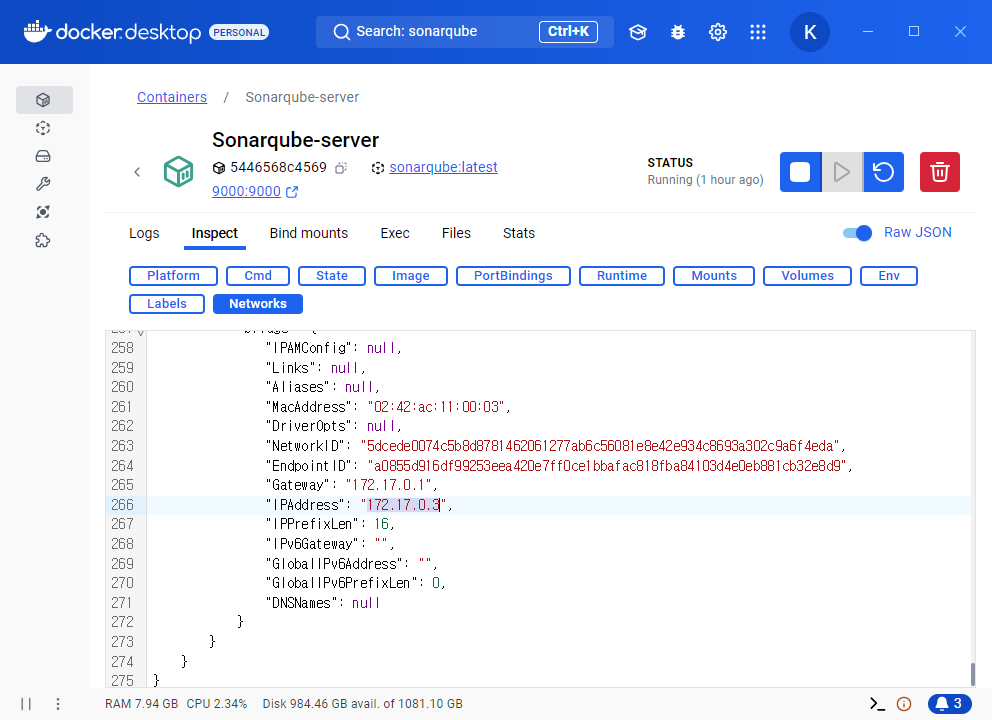 docker desktop PERSONAL Search: sonarqube Ctrl+K K
Containers / Sonarqube-server
Sonarqube-server
5446568c4569 sonarqube:latest
9000:9000
STATUS
Running (1 hour ago)
Logs Inspect Bind mounts Exec Files Stats Raw JSON
Platform Cmd State Image PortBindings Runtime Mounts Volumes Env
Labels Networks
258 "IPAMConfig": null,
259 "Links": null,
260 "Aliases": null,
261 "MacAddress": "02:42:ac:11:00:03",
262 "DriverOpts": null,
263 "NetworkID": "5dcede0074c5b8d8781462061277ab6c56081e8e42e934c8693a302c9a6f4eda",
264 "EndpointID": "a0855d916df99253eea420e7ff0ce1bbafac818fba84103d4e0eb881cb32e8d9",
265 "Gateway": "172.17.0.1",
266 "IPAddress": "172.17.0.3",
267 "IPPrefixLen": 16,
268 "IPv6Gateway": "",
269 "GlobalIPv6Address": "",
270 "GlobalIPv6PrefixLen": 0,
271 "DNSNames": null
272 }
273 }
274 }
275 }
RAM 7.94 GB CPU 2.34% Disk 984.46 GB avail. of 1081.10 GB 3